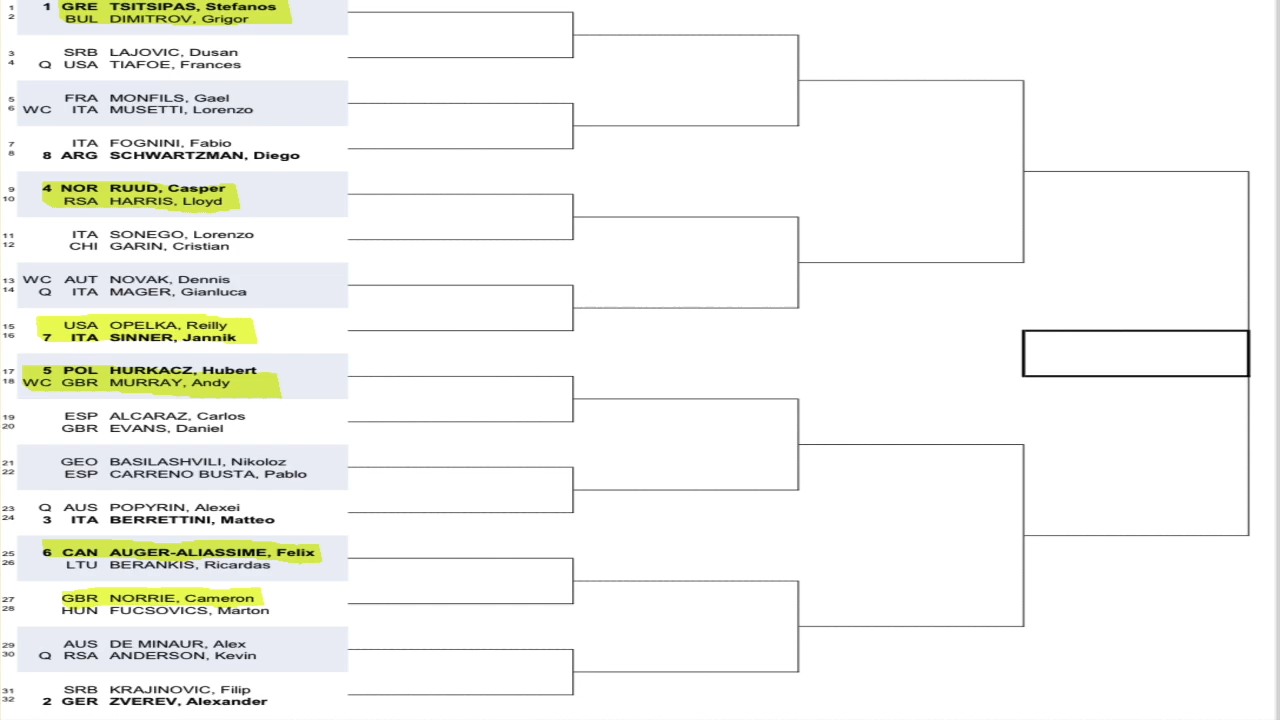 1 1 GRE TSITSIPAS, Stefanos
2 BUL DIMITROV, Grigor
3 SRB LAJOVIC, Dusan
4 Q USA TIAFOE, Frances
5 FRA MONFILS, Gael
6 WC ITA MUSETTI, Lorenzo
7 ITA FOGNINI, Fabio
8 8 ARG SCHWARTZMAN, Diego
9 4 NOR RUUD, Casper
10 RSA HARRIS, Lloyd
11 ITA SONEGO, Lorenzo
12 CHI GARIN, Cristian
13 WC AUT NOVAK, Dennis
14 Q ITA MAGER, Gianluca
15 USA OPELKA, Reilly
16 7 ITA SINNER, Jannik
17 5 POL HURKACZ, Hubert
18 WC GBR MURRAY, Andy
19 ESP ALCARAZ, Carlos
20 GBR EVANS, Daniel
21 GEO BASILASHVILI, Nikoloz
22 ESP CARRENO BUSTA, Pablo
23 Q AUS POPYRIN, Alexei
24 3 ITA BERRETTINI, Matteo
25 6 CAN AUGER-ALIASSIME, Felix
26 LTU BERANKIS, Ricardas
27 GBR NORRIE, Cameron
28 HUN FUCSOVICS, Marton
29 AUS DE MINAUR, Alex
30 Q RSA ANDERSON, Kevin
31 SRB KRAJINOVIC, Filip
32 2 GER ZVEREV, Alexander